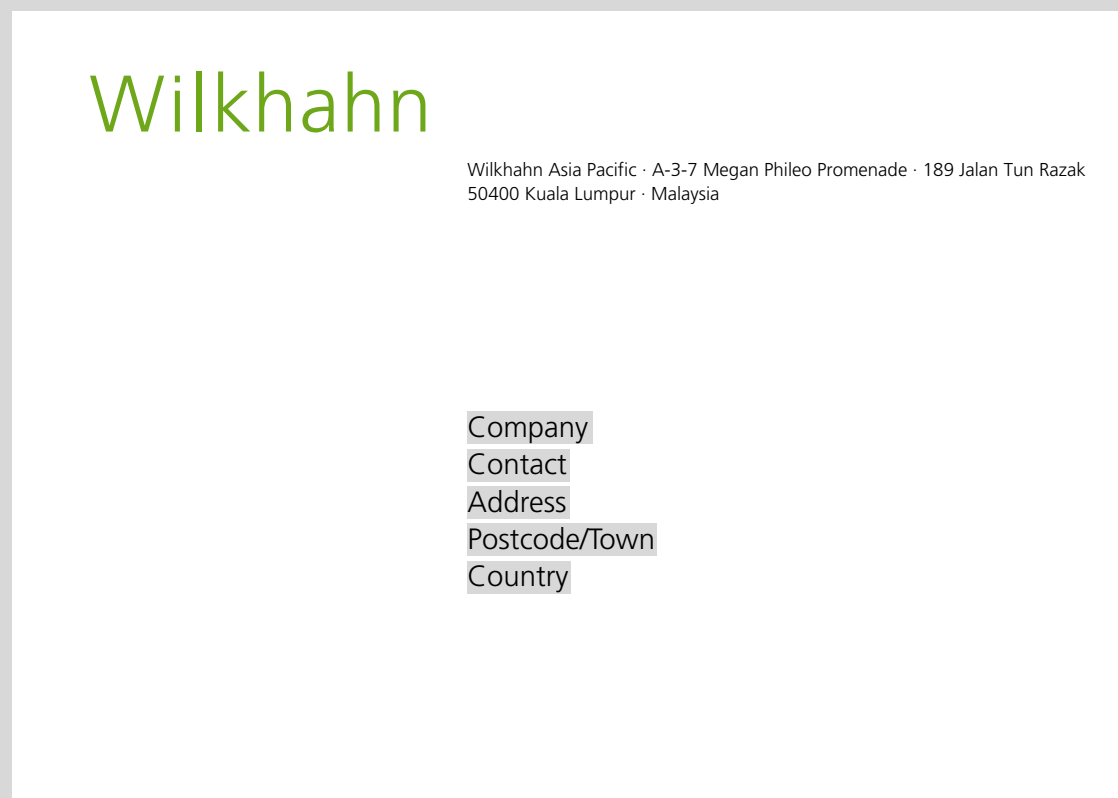 Wilkhahn
Wilkhahn Asia Pacific · A-3-7 Megan Phileo Promenade · 189 Jalan Tun Razak
50400 Kuala Lumpur · Malaysia
Company
Contact
Address
Postcode/Town
Country